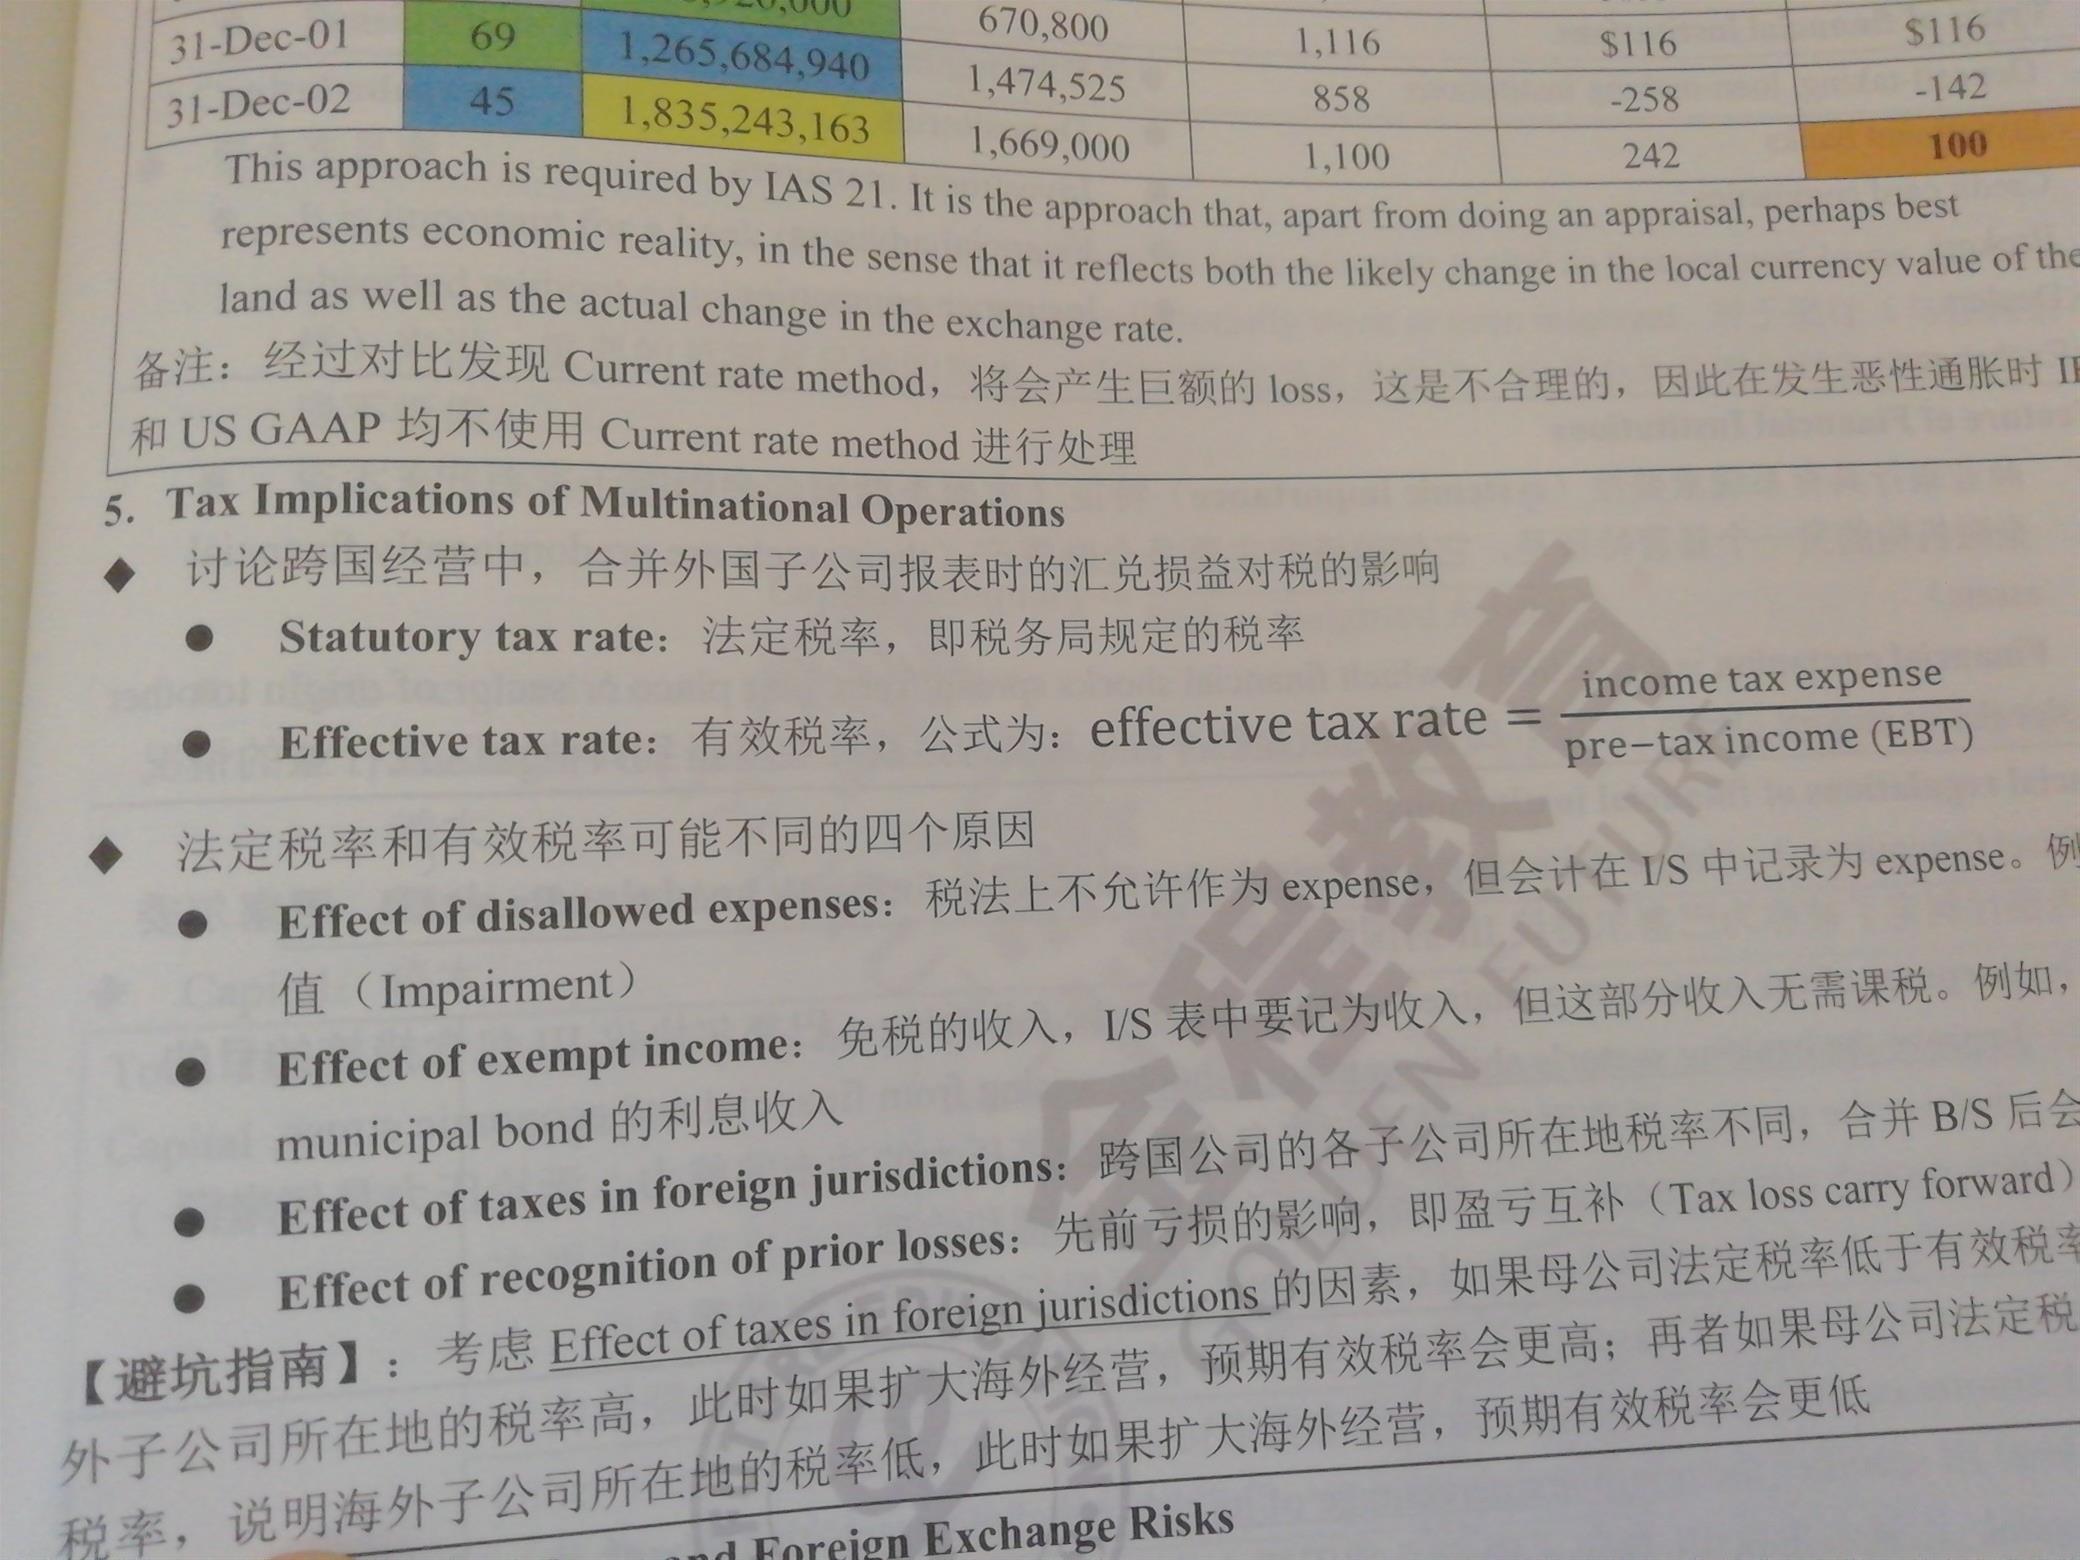 31-Dec-01 69 1,265,684,940 670,800 1,116 $116 $116
31-Dec-02 45 1,835,243,163 1,474,525 858 -258 -142
1,669,000 1,100 242 100
This approach is required by IAS 21. It is the approach that, apart from doing an appraisal, perhaps best
represents economic reality, in the sense that it reflects both the likely change in the local currency value of the
land as well as the actual change in the exchange rate.
备注：经过对比发现 Current rate method，将会产生巨额的 loss，这是不合理的，因此在发生恶性通胀时
和 US GAAP 均不使用 Current rate method 进行处理
5. Tax Implications of Multinational Operations
◆ 讨论跨国经营中，合并外国子公司报表时的汇兑损益对税的影响
● Statutory tax rate：法定税率，即税务局规定的税率
● Effective tax rate：有效税率，公式为：effective tax rate = income tax expense / pre−tax income (EBT)
◆ 法定税率和有效税率可能不同的四个原因
● Effect of disallowed expenses：税法上不允许作为 expense，但会计在 I/S 中记录为 expense。例
值（Impairment）
● Effect of exempt income：免税的收入，I/S 表中要记为收入，但这部分收入无需课税。例如，
municipal bond 的利息收入
● Effect of taxes in foreign jurisdictions：跨国公司的各子公司所在地税率不同，合并 B/S 后会
● Effect of recognition of prior losses：先前亏损的影响，即盈亏互补（Tax loss carry forward）
【避坑指南】：考虑 Effect of taxes in foreign jurisdictions 的因素，如果母公司法定税率低于有效税率
外子公司所在地的税率高，此时如果扩大海外经营，预期有效税率会更高；再者如果母公司法定税
税率，说明海外子公司所在地的税率低，此时如果扩大海外经营，预期有效税率会更低
and Foreign Exchange Risks
金程教育
GOLDEN FUTURE